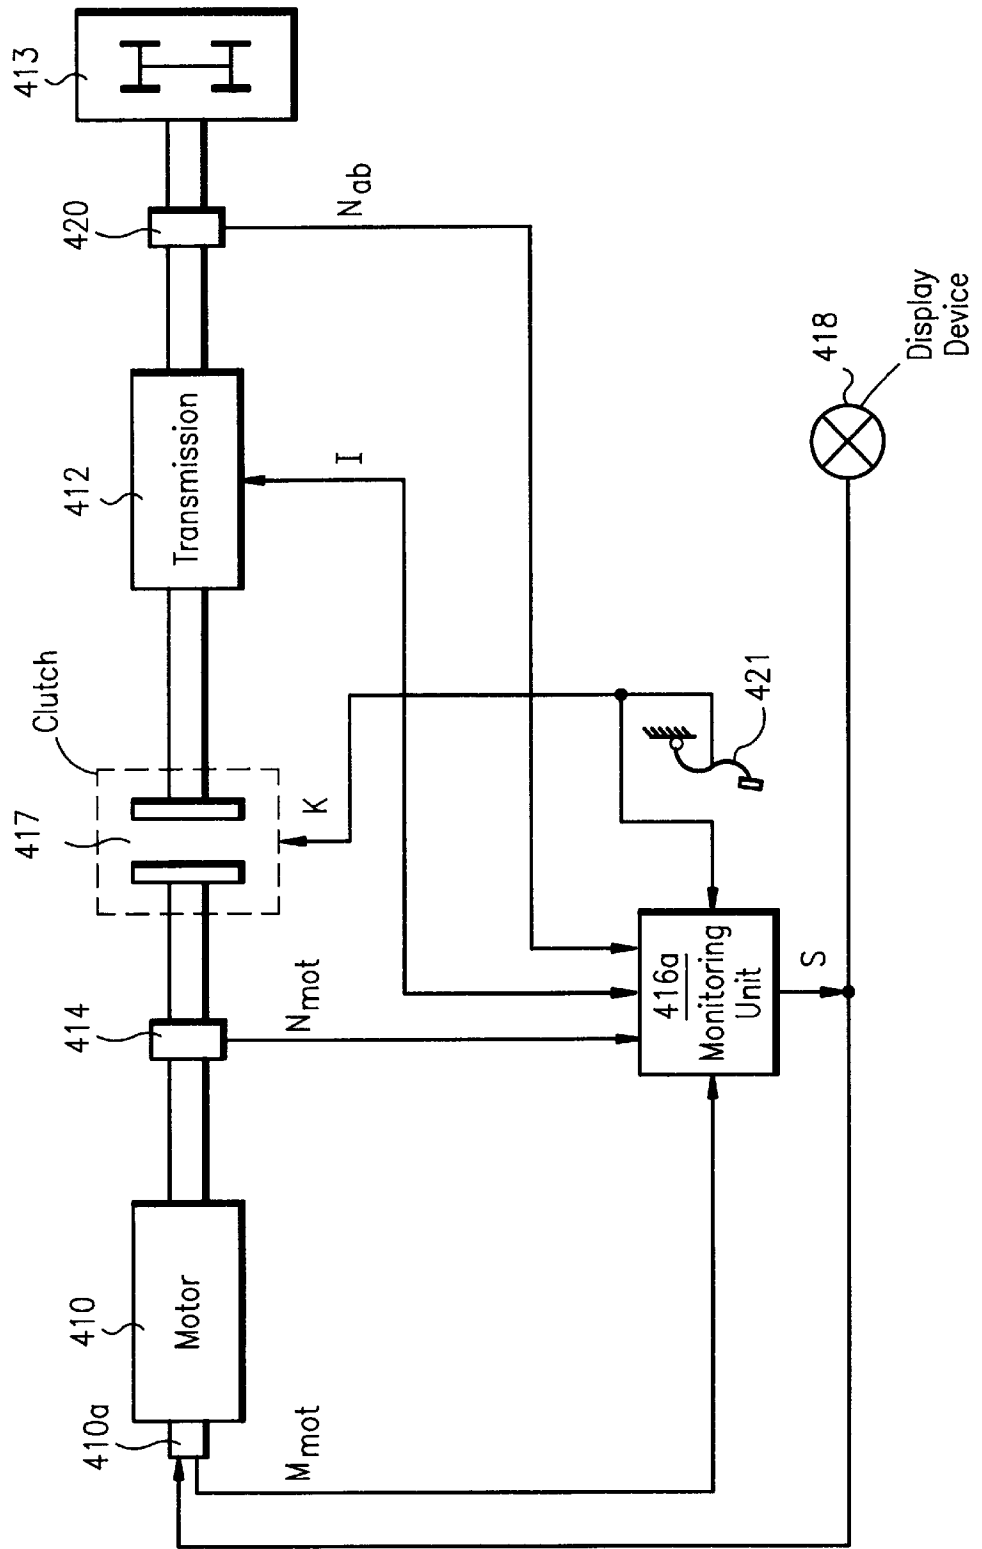 410a
410
Motor
M mot
414
N mot
417
Clutch
K
412
Transmission
I
420
N ab
413
416a
Monitoring
Unit
S
421
418
Display
Device